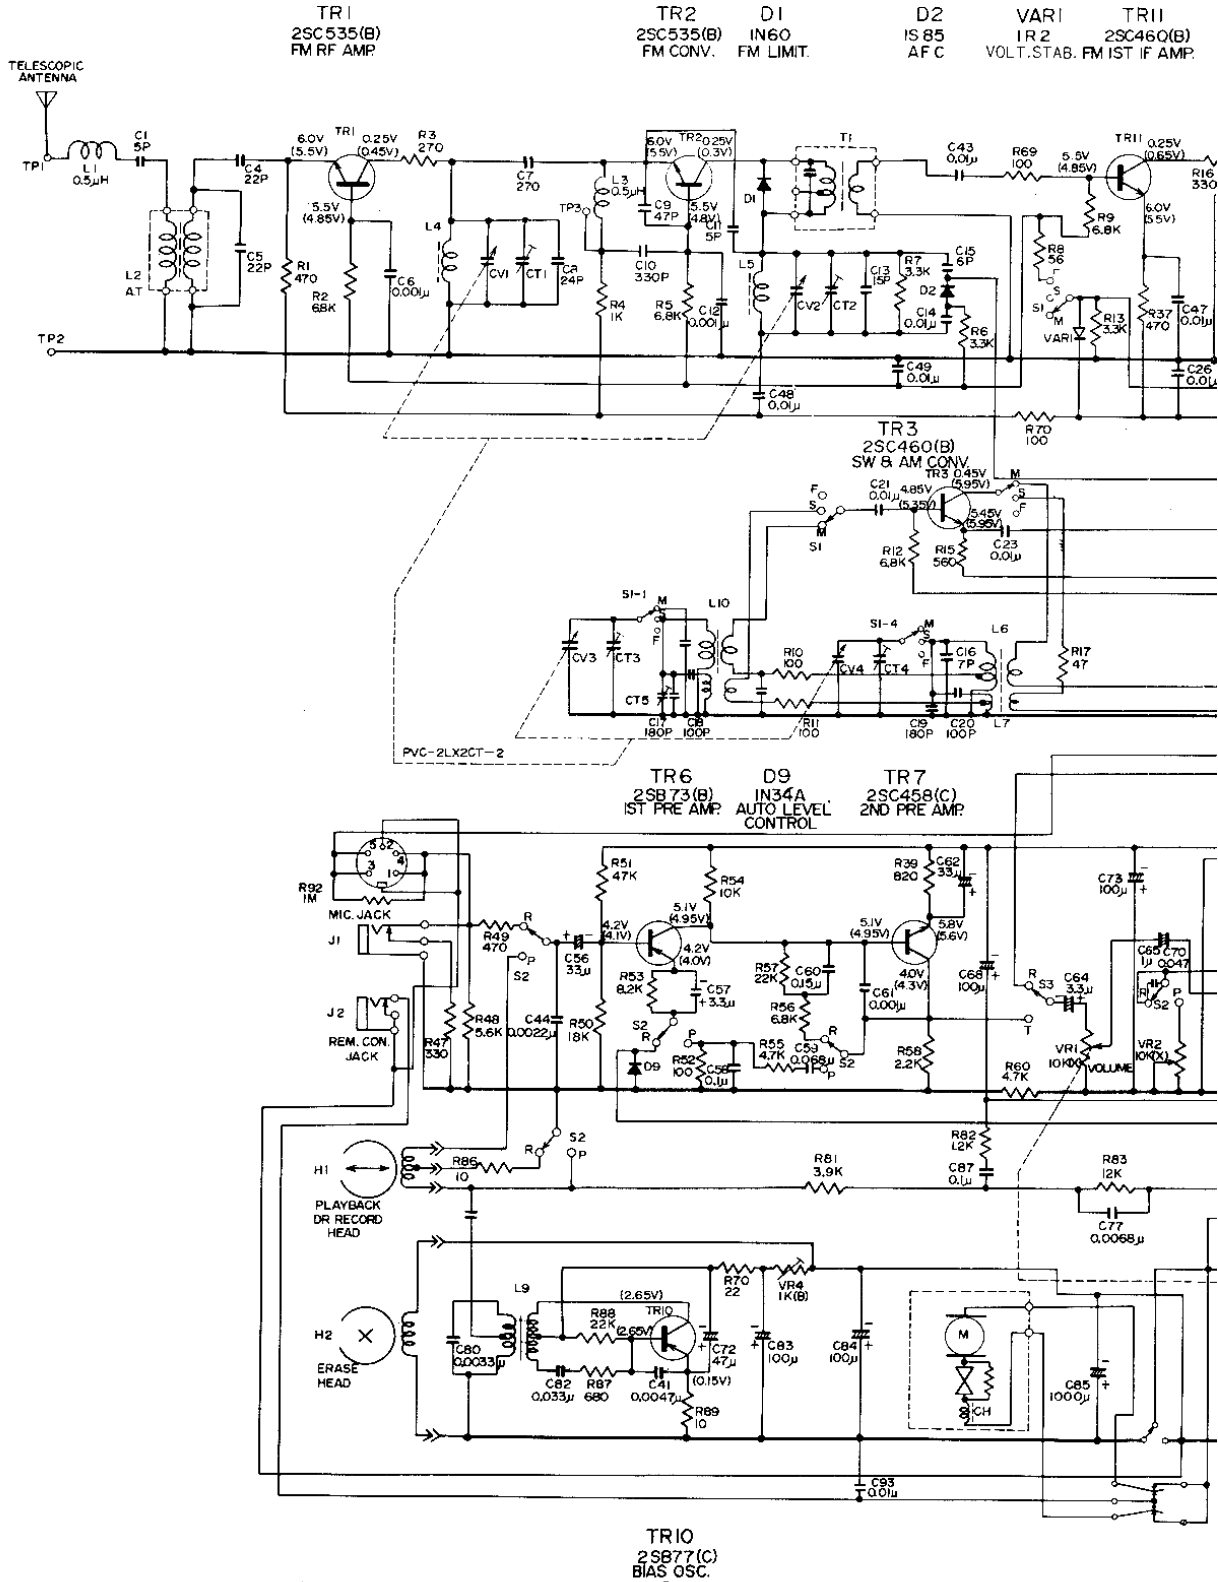 TR1
2SC535(B)
FM RF AMP.
TR2
2SC535(B)
FM CONV.
D1
IN60
FM LIMIT.
D2
IS85
AFC
VAR1
IR2
VOLT.STAB.
TR11
2SC460(B)
FM IST IF AMP.
TELESCOPIC
ANTENNA
TP1
L1
0.5μH
C1
5P
C4
22P
6.0V
(5.5V)
TR1
0.25V
(0.45V)
R3
270
5.5V
(4.85V)
C7
270
L3
0.5μH
TP3
6.0V
(5.5V)
TR2
0.25V
(0.3V)
C9
47P
5.5V
(4.8V)
C11
5P
D1
T1
C43
0.01μ
R69
100
5.5V
(4.85V)
TR11
0.25V
(0.65V)
R16
330
6.0V
(5.5V)
R9
6.8K
R8
56
L2
A.T
C5
22P
R1
470
R2
6.8K
C6
0.001μ
L4
CV1
CT1
24P
C10
330P
R4
1K
R5
6.8K
C12
0.001μ
L5
CV2
CT2
C13
15P
R7
3.3K
C15
6P
D2
C14
0.01μ
R6
3.3K
F
S
S1
M
VAR1
R13
3.3K
R37
470
C47
0.01μ
TP2
C49
0.01μ
C48
0.01μ
C26
0.01μ
R70
100
TR3
2SC460(B)
SW & AM CONV.
C21
0.01μ
4.85V
(5.35V)
TR3
0.45V
(5.95V)
M
S
F
F
S
M
S1
5.45V
(5.95V)
R12
6.8K
R15
560
C23
0.01μ
S1-1
M
S
F
L10
CV3
CT3
CT5
C17
180P
C18
100P
R10
100
R11
100
S1-4
M
S
F
CV4
CT4
C16
7P
C19
180P
C20
100P
L6
L7
R17
47
PVC-2LX2CT-2
TR6
2SB73(B)
IST PRE AMP.
D9
IN34A
AUTO LEVEL
CONTROL
TR7
2SC458(C)
2ND PRE AMP.
5 2
3 4
1
R92
1M
MIC. JACK
J1
R49
470
R
P
S2
C56
33μ
R51
47K
R54
10K
5.1V
(4.95V)
4.2V
(4.1V)
4.2V
(4.0V)
R53
8.2K
C57
3.3μ
R57
22K
C60
0.15μ
5.1V
(4.95V)
R39
820
C62
33μ
5.8V
(5.6V)
4.0V
(4.3V)
C61
0.001μ
C68
100μ
C73
100μ
C65
1μ
C70
0.047
R
S3
T
C64
3.3μ
R
S2
P
J2
REM. CON.
JACK
R47
330
R48
5.6K
C44
0.0022μ
R50
18K
S2
R
P
D9
R52
100
C58
0.1μ
R55
4.7K
C59
0.068μ
R56
6.8K
R
S2
P
R58
2.2K
R60
4.7K
VR1
10K(X)
VOLUME
VR2
10K(X)
H1
PLAYBACK
OR RECORD
HEAD
R86
10
R
S2
P
R81
3.9K
R82
1.2K
C87
0.1μ
R83
12K
C77
0.0068μ
L9
R70
22
VR4
1K(B)
(2.65V)
TR10
R88
22K
(2.65V)
H2
ERASE
HEAD
C80
0.0033μ
C82
0.033μ
R87
680
C41
0.0047μ
(0.15V)
R89
10
C72
47μ
C83
100μ
C84
100μ
M
CH
C85
1000μ
C93
0.01μ
TR10
2SB77(C)
BIAS OSC.